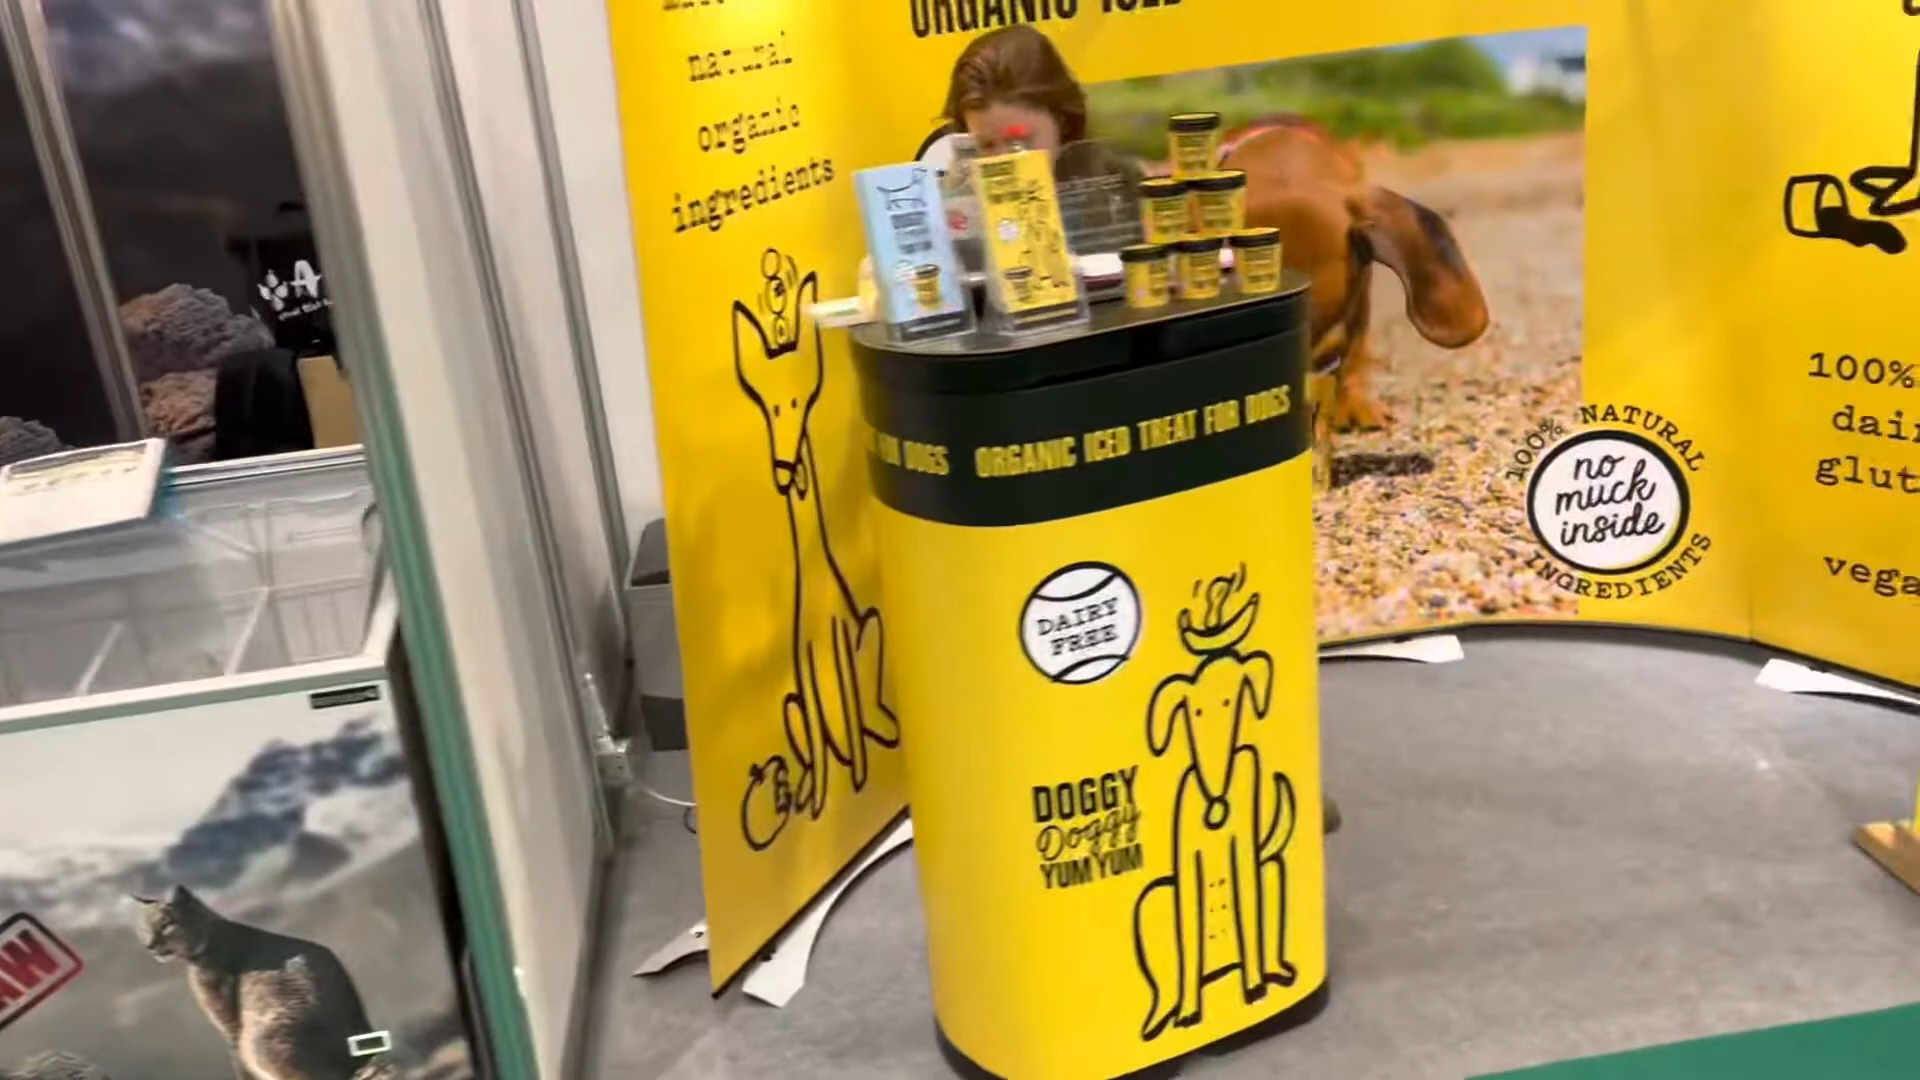 ORGANIC ICED
natural
organic
ingredients
FOR DOGS ORGANIC ICED TREAT FOR DOGS
DAIRY
FREE
DOGGY
Doggy
YUM YUM
100% NATURAL
no
muck
inside
INGREDIENTS
100%
dai
glut
vega
AW